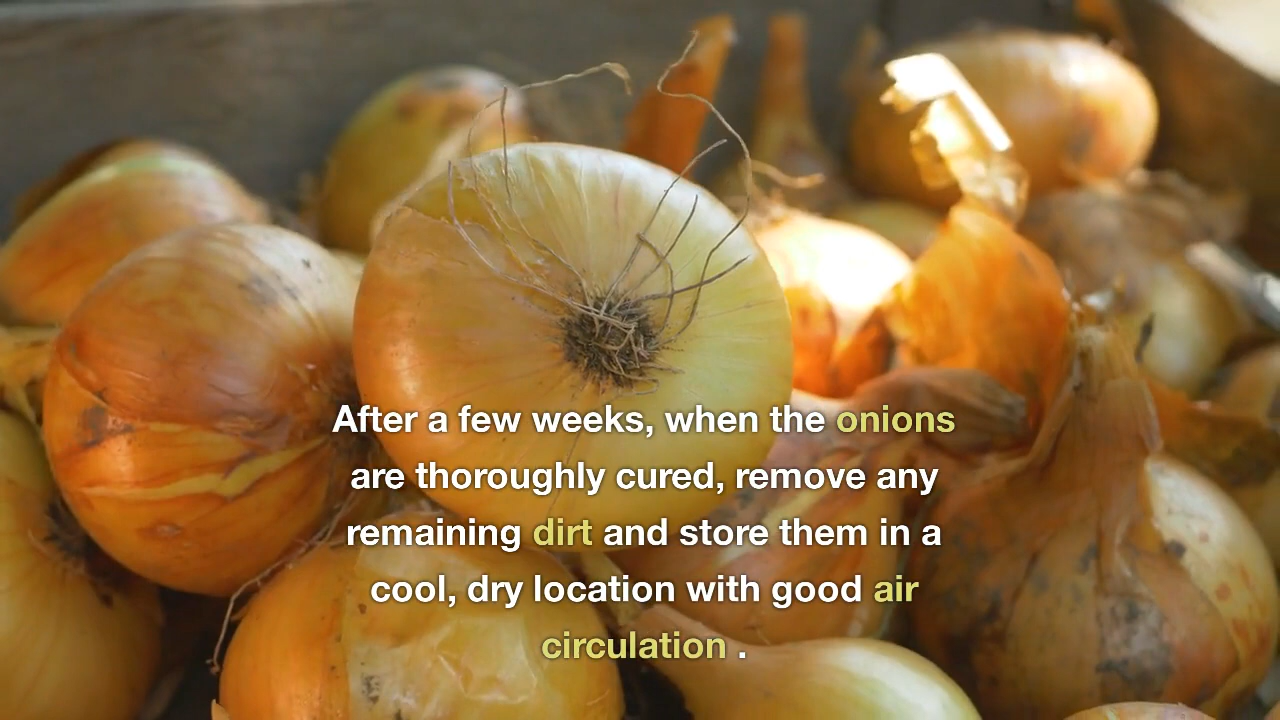 After a few weeks, when the onions
are thoroughly cured, remove any
remaining dirt and store them in a
cool, dry location with good air
circulation .